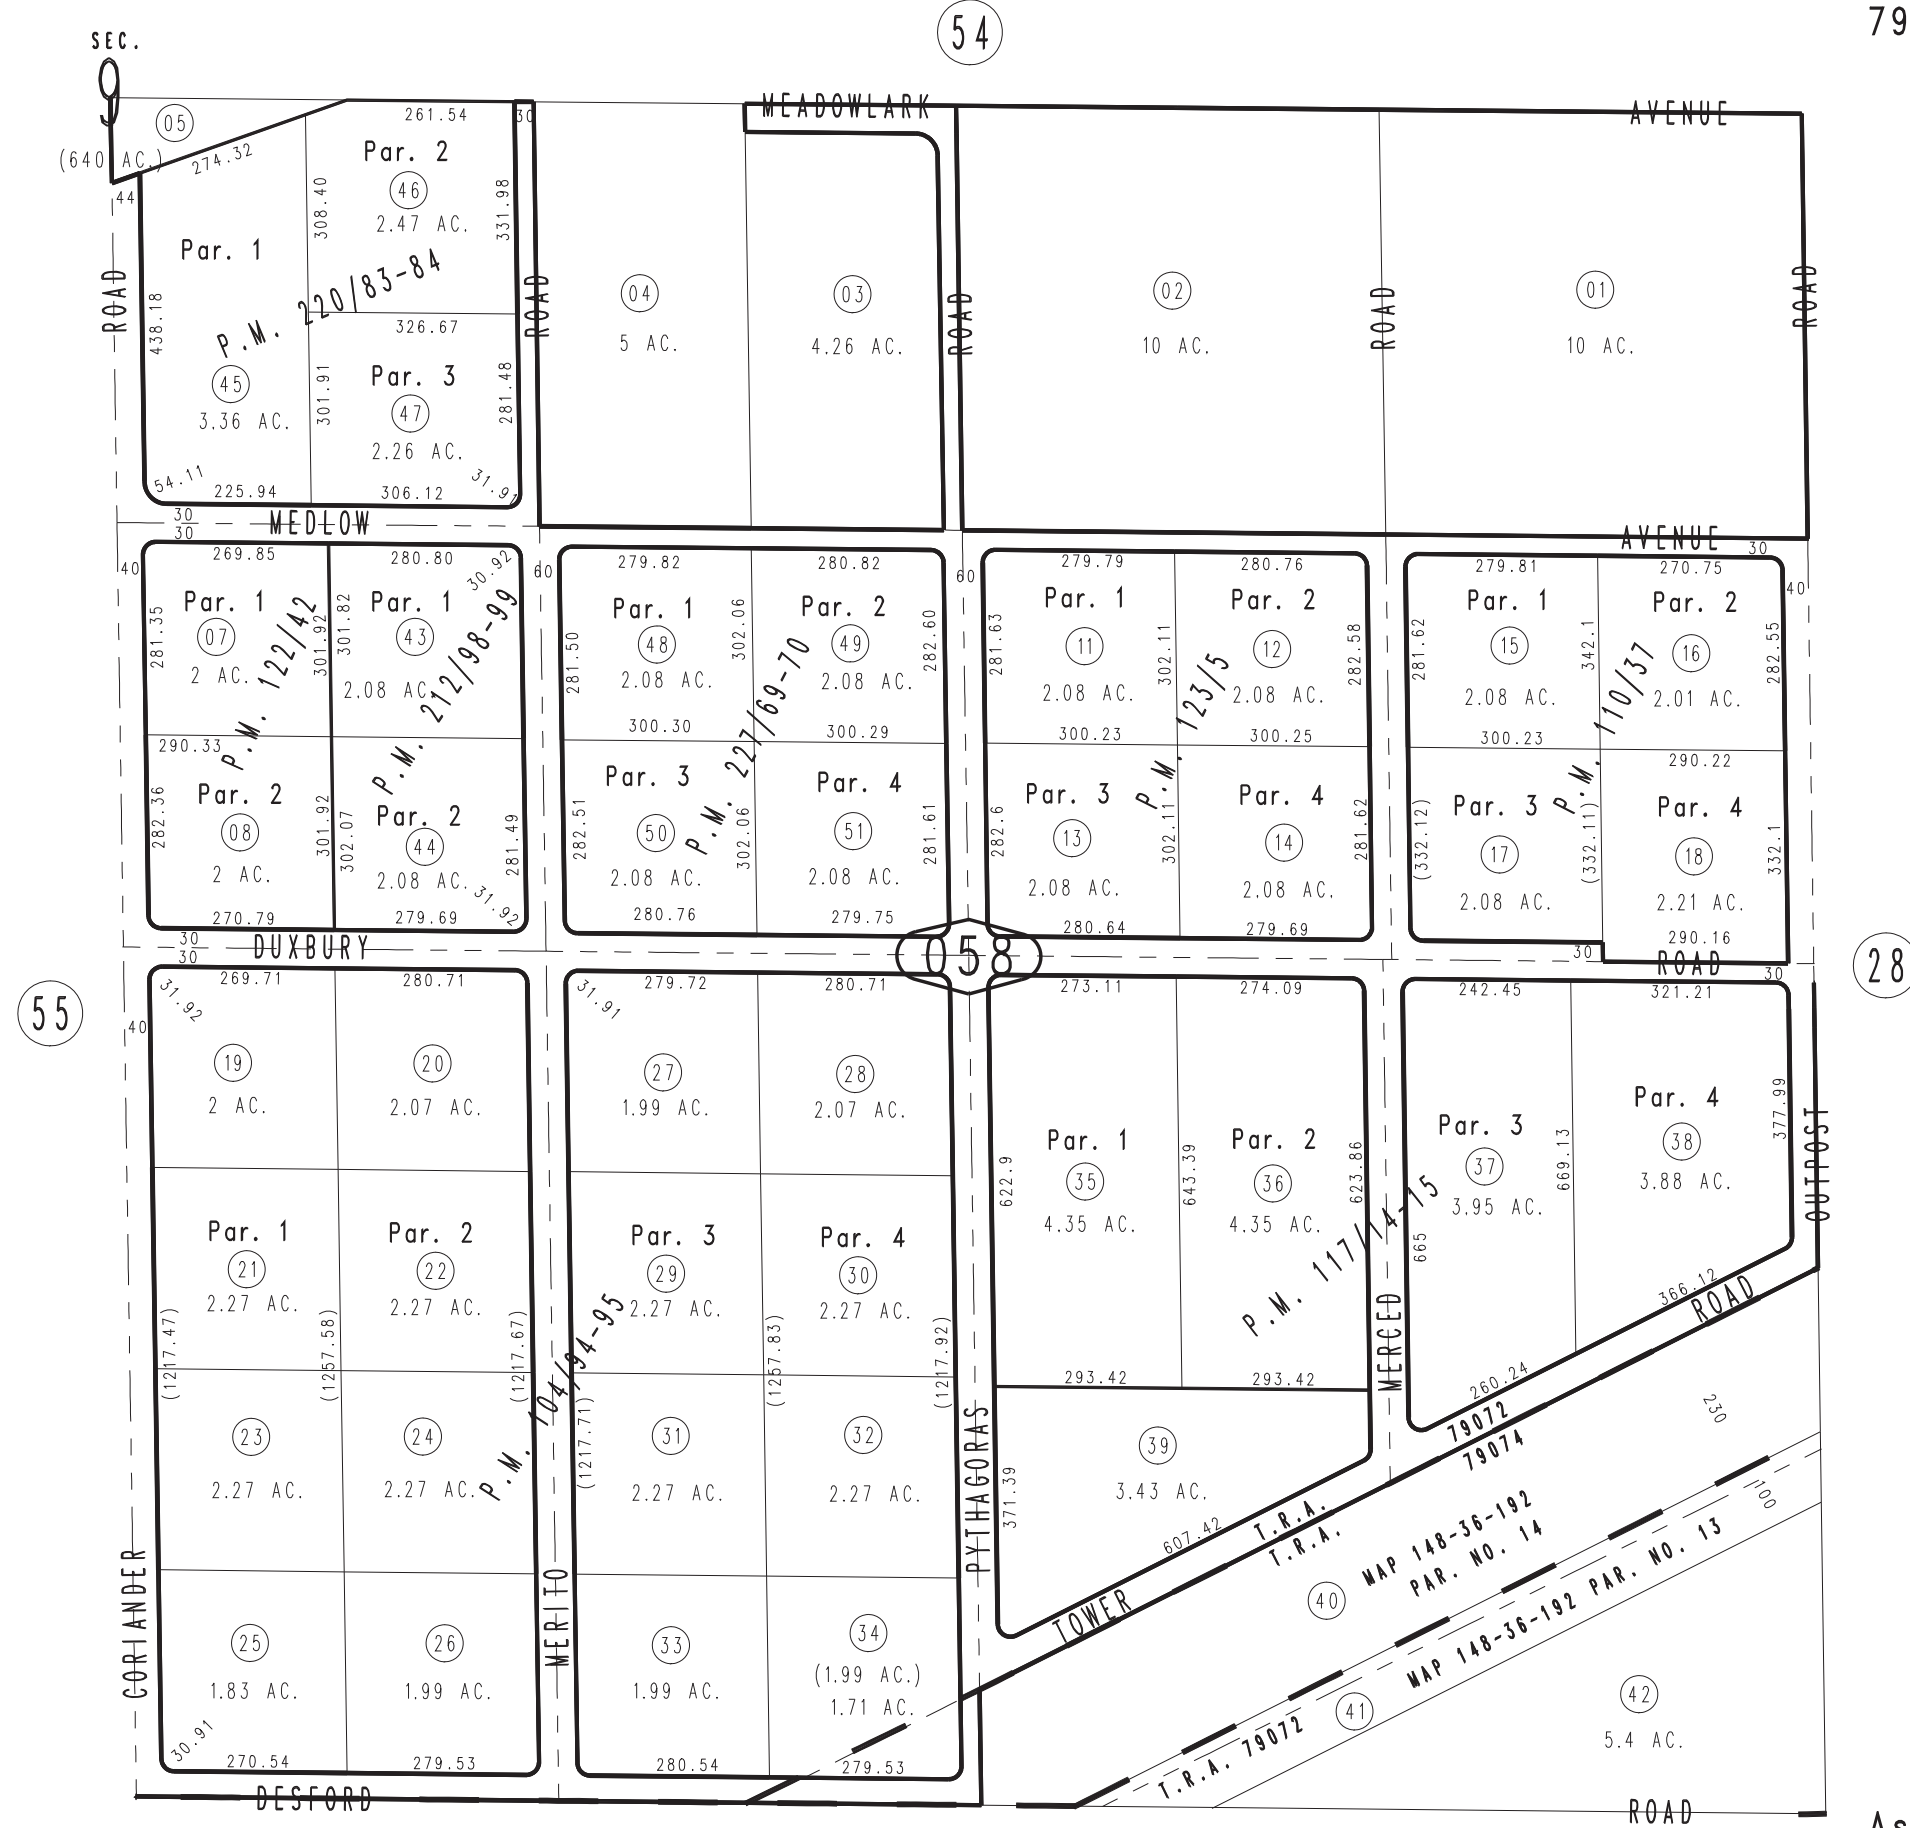 54
79
SEC.
9
MEADOWLARK AVENUE
05
(640 AC.)
274.32
261.54
30
44
Par. 2
46
2.47 AC.
308.40
331.98
Par. 1
P.M. 220/83-84
438.18
45
3.36 AC.
326.67
Par. 3
47
2.26 AC.
301.91
281.48
54.11
225.94
306.12
31.91
ROAD
ROAD
04
5 AC.
03
4.26 AC.
ROAD
02
10 AC.
ROAD
01
10 AC.
ROAD
30
MEDLOW AVENUE
30
30
40
269.85
280.80
30.92
60
279.82
280.82
60
279.79
280.76
279.81
270.75
40
Par. 1
07
2 AC.
281.35
301.92
P.M. 122/42
Par. 1
43
2.08 AC.
301.82
P.M. 212/98-99
Par. 1
48
2.08 AC.
281.50
302.06
300.30
Par. 2
49
2.08 AC.
282.60
300.29
P.M. 227/69-70
Par. 1
11
2.08 AC.
281.63
302.11
300.23
Par. 2
12
2.08 AC.
282.58
300.25
P.M. 123/5
Par. 1
15
2.08 AC.
281.62
342.1
300.23
Par. 2
16
2.01 AC.
282.55
290.22
P.M. 110/37
290.33
Par. 2
08
2 AC.
282.36
301.92
270.79
Par. 2
44
2.08 AC.
302.07
281.49
279.69
31.92
Par. 3
50
2.08 AC.
282.51
302.06
280.76
Par. 4
51
2.08 AC.
281.61
279.75
Par. 3
13
2.08 AC.
282.6
302.11
280.64
Par. 4
14
2.08 AC.
281.62
279.69
Par. 3
17
2.08 AC.
(332.12)
(332.11)
Par. 4
18
2.21 AC.
332.1
290.16
30
30
DUXBURY ROAD
30
30
058
28
55
40
31.92
269.71
280.71
31.91
279.72
280.71
273.11
274.09
242.45
321.21
19
2 AC.
20
2.07 AC.
27
1.99 AC.
28
2.07 AC.
Par. 1
21
2.27 AC.
Par. 2
22
2.27 AC.
Par. 3
29
2.27 AC.
Par. 4
30
2.27 AC.
(1217.47)
(1257.58)
(1217.67)
(1217.71)
(1257.83)
(1217.92)
P.M. 104/94-95
23
2.27 AC.
24
2.27 AC.
31
2.27 AC.
32
2.27 AC.
25
1.83 AC.
26
1.99 AC.
33
1.99 AC.
34
(1.99 AC.)
1.71 AC.
30.91
270.54
279.53
280.54
279.53
CORIANDER
MERITO
PYTHAGORAS
MERCED
OUTPOST
Par. 1
35
4.35 AC.
622.9
643.39
293.42
Par. 2
36
4.35 AC.
623.86
293.42
P.M. 117/14-15
Par. 3
37
3.95 AC.
665
669.13
260.24
Par. 4
38
3.88 AC.
377.99
366.12
39
3.43 AC.
371.39
607.42
TOWER ROAD
T.R.A. 79072
T.R.A. 79074
230
100
MAP 148-36-192
PAR. NO. 14
40
MAP 148-36-192 PAR. NO. 13
41
T.R.A. 79072
42
5.4 AC.
DESFORD ROAD
As